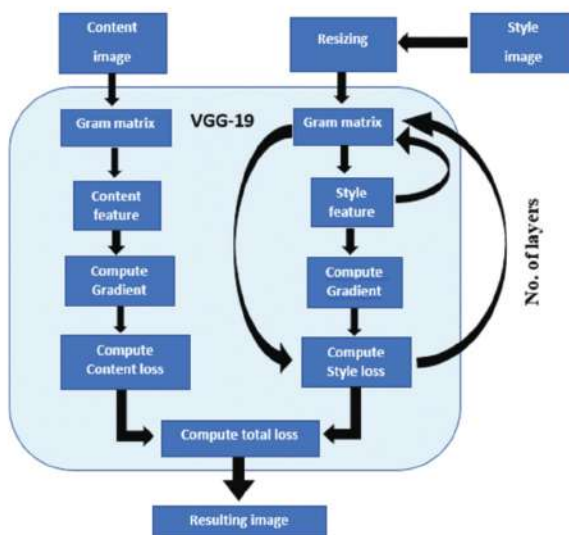 Content
image
Resizing
Style
image
VGG-19
Gram matrix
Gram matrix
Content
feature
Style
feature
Compute
Gradient
Compute
Gradient
Compute
Content loss
Compute
Style loss
No. of layers
Compute total loss
Resulting image